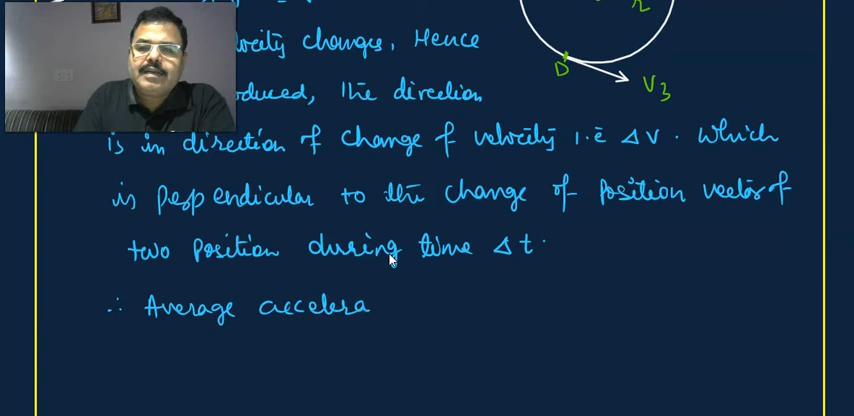 velocity changes. Hence
produced, the direction
is in direction of change of velocity i.e Δv. which
is perpendicular to the change of position vector of
two position during time Δt.
∴ Average accelera
r
D
V3